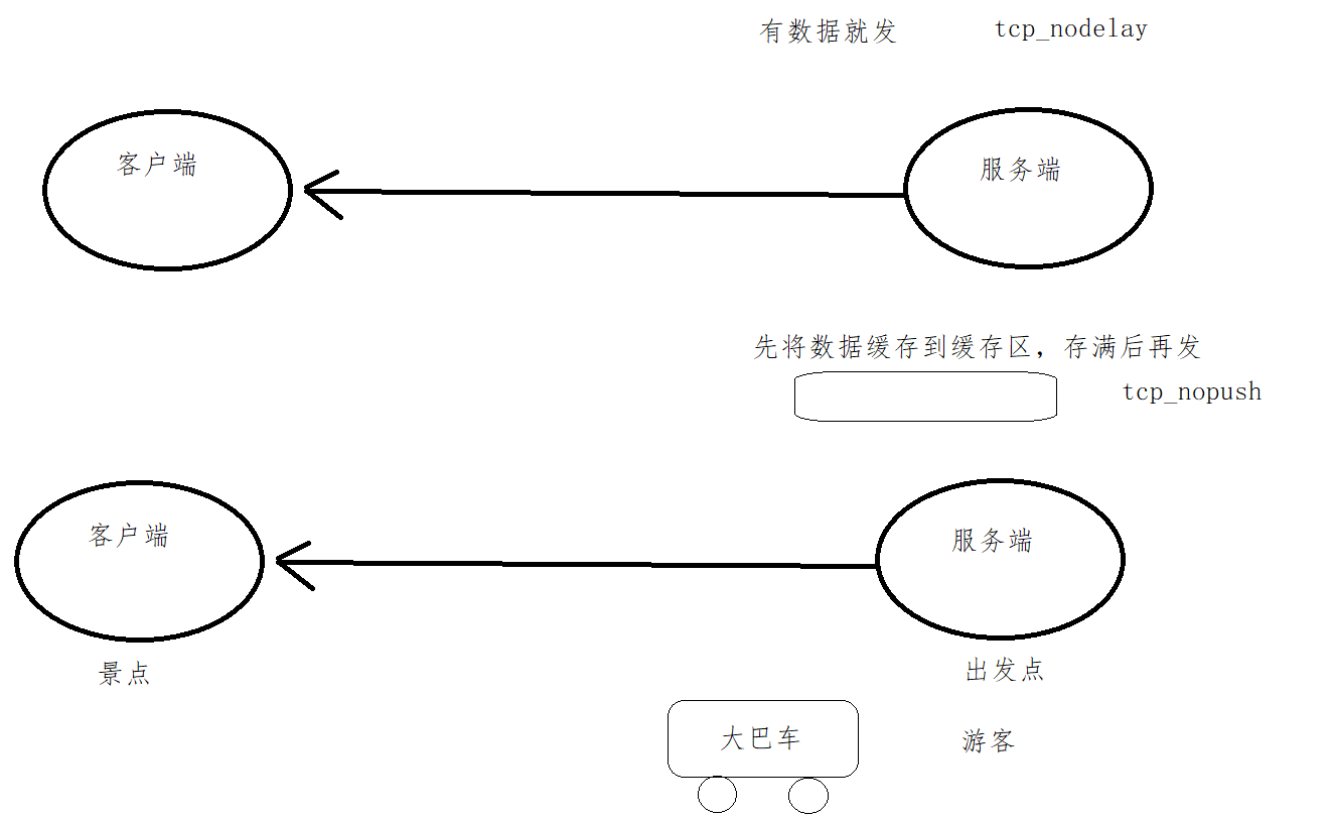 有数据就发 tcp_nodelay
客户端 服务端
先将数据缓存到缓存区，存满后再发
tcp_nopush
客户端 服务端
景点 出发点
大巴车 游客